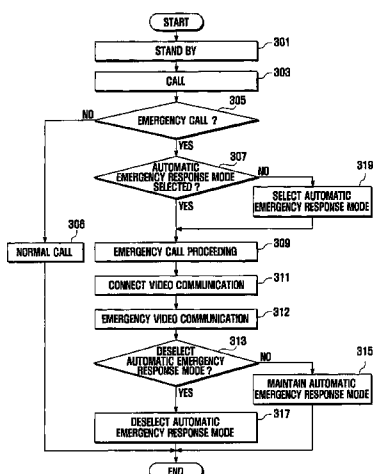 START
STAND BY
301
CALL
303
EMERGENCY CALL ?
305
NO
YES
AUTOMATIC
EMERGENCY RESPONSE MODE
SELECTED ?
307
NO
YES
SELECT AUTOMATIC
EMERGENCY RESPONSE MODE
319
NORMAL CALL
306
EMERGENCY CALL PROCEEDING
309
CONNECT VIDEO COMMUNICATION
311
EMERGENCY VIDEO COMMUNICATION
312
DESELECT
AUTOMATIC EMERGENCY
RESPONSE MODE ?
313
NO
YES
MAINTAIN AUTOMATIC
EMERGENCY RESPONSE MODE
315
DESELECT AUTOMATIC
EMERGENCY RESPONSE MODE
317
END